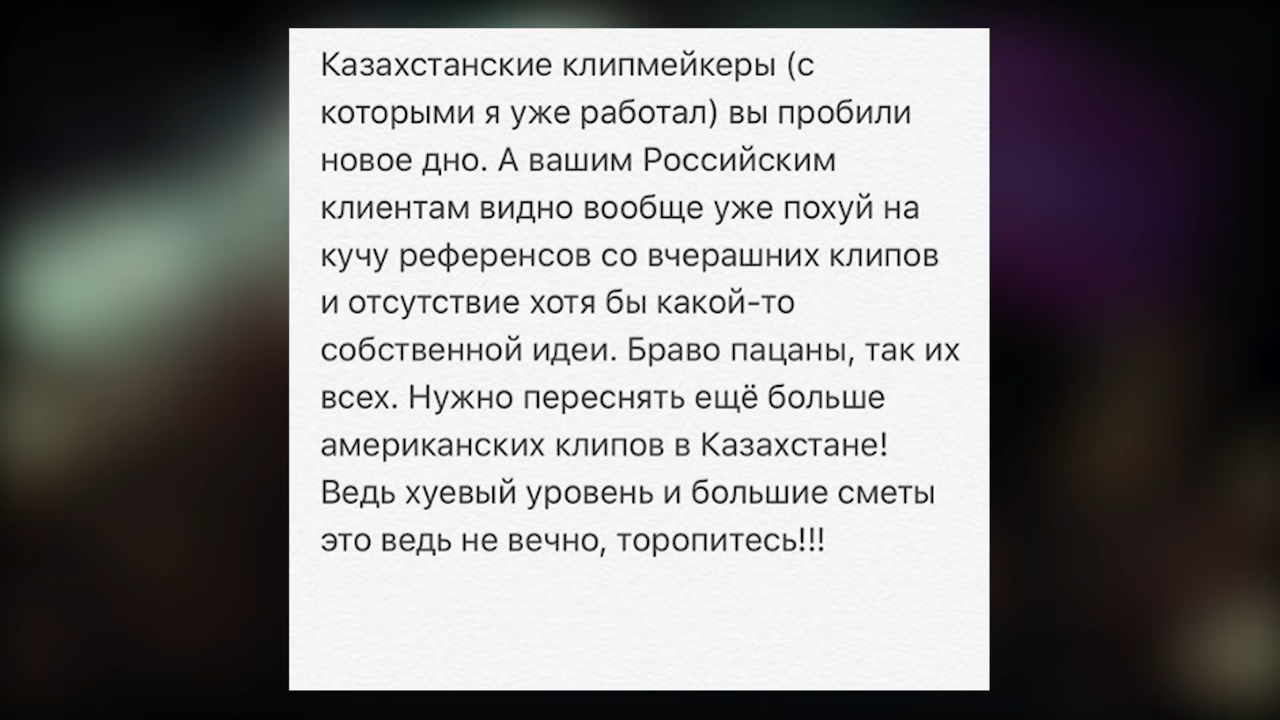 Казахстанские клипмейкеры (с
которыми я уже работал) вы пробили
новое дно. А вашим Российским
клиентам видно вообще уже похуй на
кучу референсов со вчерашних клипов
и отсутствие хотя бы какой-то
собственной идеи. Браво пацаны, так их
всех. Нужно переснять ещё больше
американских клипов в Казахстане!
Ведь хуевый уровень и большие сметы
это ведь не вечно, торопитесь!!!